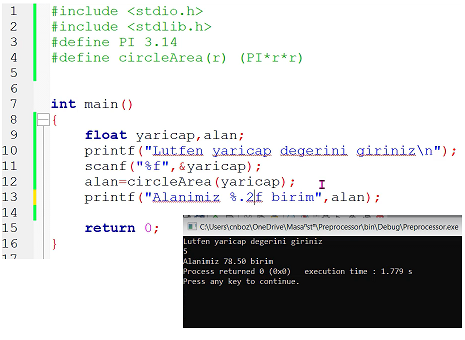 1 #include <stdio.h>
2 #include <stdlib.h>
3 #define PI 3.14
4 #define circleArea(r) (PI*r*r)
5
6
7 int main()
8 {
9 float yaricap,alan;
10 printf("Lutfen yaricap degerini giriniz\n");
11 scanf("%f",&yaricap);
12 alan=circleArea(yaricap);
13 printf("Alanimiz %.2f birim",alan);
14
15 return 0;
16 }
17
C:\Users\cnboz\OneDrive\Masaªst³\Preprocessor\bin\Debug\Preprocessor.exe
Lutfen yaricap degerini giriniz
5
Alanimiz 78.50 birim
Process returned 0 (0x0) execution time : 1.779 s
Press any key to continue.